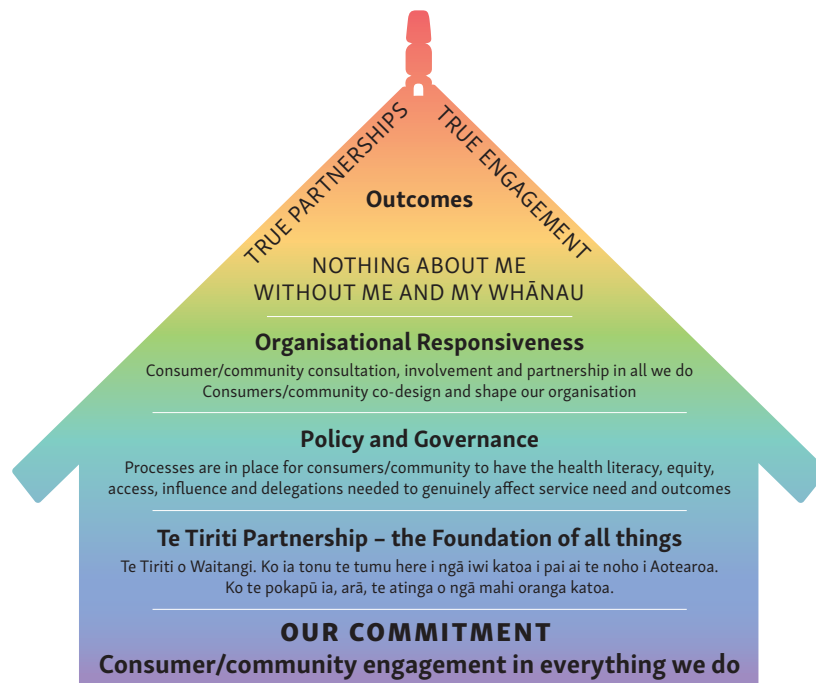 TRUE PARTNERSHIPS
TRUE ENGAGEMENT
Outcomes
NOTHING ABOUT ME
WITHOUT ME AND MY WHĀNAU
Organisational Responsiveness
Consumer/community consultation, involvement and partnership in all we do
Consumers/community co-design and shape our organisation
Policy and Governance
Processes are in place for consumers/community to have the health literacy, equity,
access, influence and delegations needed to genuinely affect service need and outcomes
Te Tiriti Partnership – the Foundation of all things
Te Tiriti o Waitangi. Ko ia tonu te tumu here i ngā iwi katoa i pai ai te noho i Aotearoa.
Ko te pokapū ia, arā, te atinga o ngā mahi oranga katoa.
OUR COMMITMENT
Consumer/community engagement in everything we do